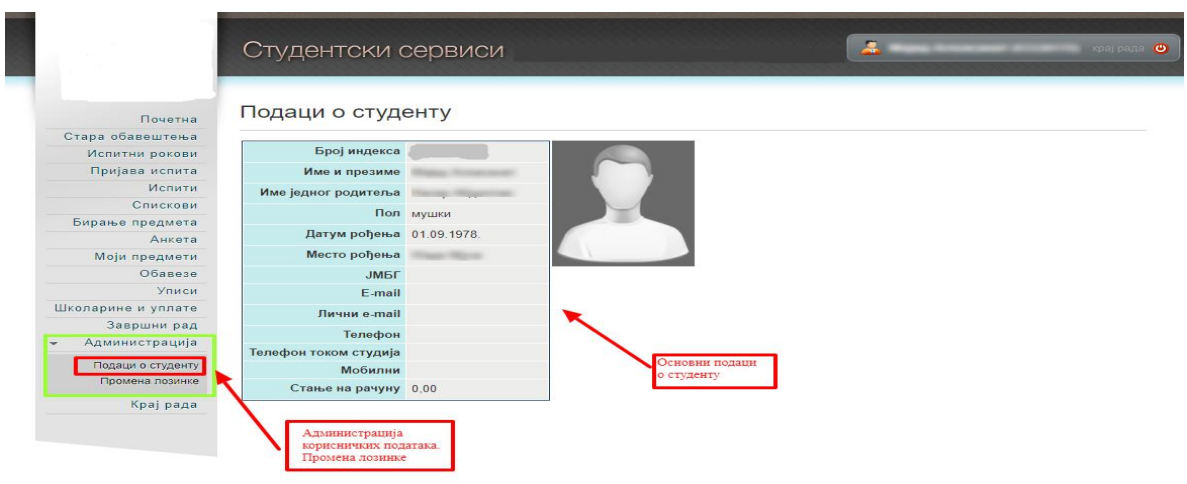 Студентски сервиси
крај рада
Почетна
Стара обавештења
Испитни рокови
Пријава испита
Испити
Спискови
Бирање предмета
Анкета
Моји предмети
Обавезе
Уписи
Школарине и уплате
Завршни рад
Администрација
Подаци о студенту
Промена лозинке
Крај рада
Подаци о студенту
Број индекса
Име и презиме
Име једног родитеља
Пол мушки
Датум рођења 01.09.1978.
Место рођења
ЈМБГ
E-mail
Лични e-mail
Телефон
Телефон током студија
Мобилни
Стање на рачуну 0,00
Основни подаци
о студенту
Администрација
корисничких података.
Промена лозинке